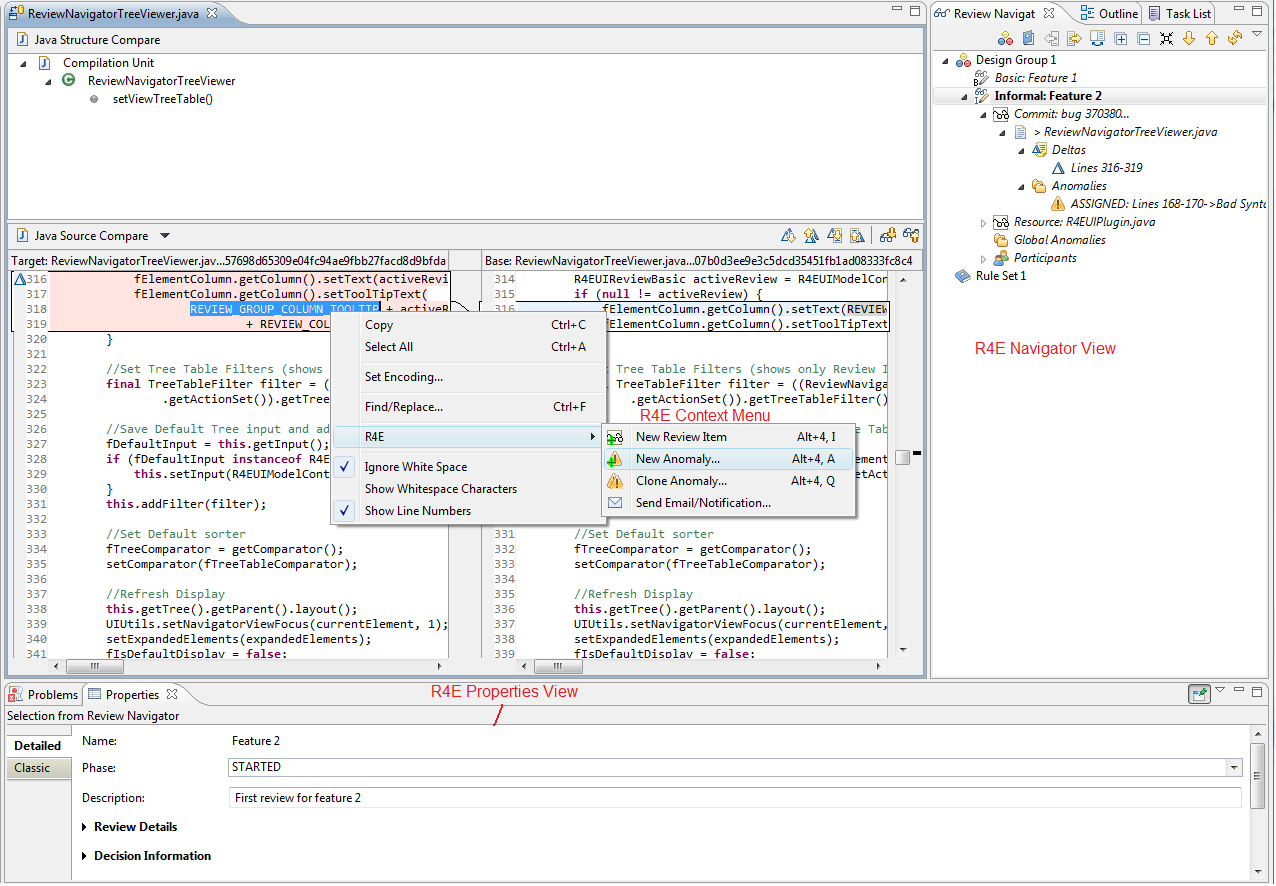 ReviewNavigatorTreeViewer.java
Java Structure Compare
Compilation Unit
ReviewNavigatorTreeViewer
setViewTreeTable()
Java Source Compare
Target: ReviewNavigatorTreeViewer.jav...57698d65309e04fc94ae9fbb27facd8d9bfda
316 fElementColumn.getColumn().setText(activeRevi
317 fElementColumn.getColumn().setToolTipText(
318 REVIEW_GROUP_COLUMN_TOOLTIP + activeR
319 + REVIEW_COL
320 }
321
322 //Set Tree Table Filters (shows
323 final TreeTableFilter filter = (
324 .getActionSet()).getTree
325
326 //Save Default Tree input and ad
327 fDefaultInput = this.getInput();
328 if (fDefaultInput instanceof R4E
329 this.setInput(R4EUIModelCont
330 }
331 this.addFilter(filter);
332
333 //Set Default sorter
334 fTreeComparator = getComparator();
335 setComparator(fTreeTableComparator);
336
337 //Refresh Display
338 this.getTree().getParent().layout();
339 UIUtils.setNavigatorViewFocus(currentElement, 1);
340 setExpandedElements(expandedElements);
341 fIsDefaultDisplay = false;
Base: ReviewNavigatorTreeViewer.java...07b0d3ee9e3c5dcd35451fb1ad08333fc8c4
314 R4EUIReviewBasic activeReview = R4EUIModelCon
315 if (null != activeReview) {
316 fElementColumn.getColumn().setText(REVIEW
fElementColumn.getColumn().setToolTipText
Tree Table Filters (shows only Review I
TreeTableFilter filter = ((ReviewNaviga
.getActionSet()).getTreeTableFilter()
331 //Set Default sorter
332 fTreeComparator = getComparator();
333 setComparator(fTreeTableComparator);
334
335 //Refresh Display
336 this.getTree().getParent().layout();
337 UIUtils.setNavigatorViewFocus(currentElement,
338 setExpandedElements(expandedElements);
339 fIsDefaultDisplay = false;
Copy Ctrl+C
Select All Ctrl+A
Set Encoding...
Find/Replace... Ctrl+F
R4E
Ignore White Space
Show Whitespace Characters
Show Line Numbers
R4E Context Menu
New Review Item Alt+4, I
New Anomaly... Alt+4, A
Clone Anomaly... Alt+4, Q
Send Email/Notification...
Review Navigat
Outline
Task List
Design Group 1
Basic: Feature 1
Informal: Feature 2
Commit: bug 370380...
> ReviewNavigatorTreeViewer.java
Deltas
Lines 316-319
Anomalies
ASSIGNED: Lines 168-170->Bad Synta
Resource: R4EUIPlugin.java
Global Anomalies
Participants
Rule Set 1
R4E Navigator View
Problems
Properties
R4E Properties View
Selection from Review Navigator
Detailed
Classic
Name: Feature 2
Phase: STARTED
Description: First review for feature 2
Review Details
Decision Information